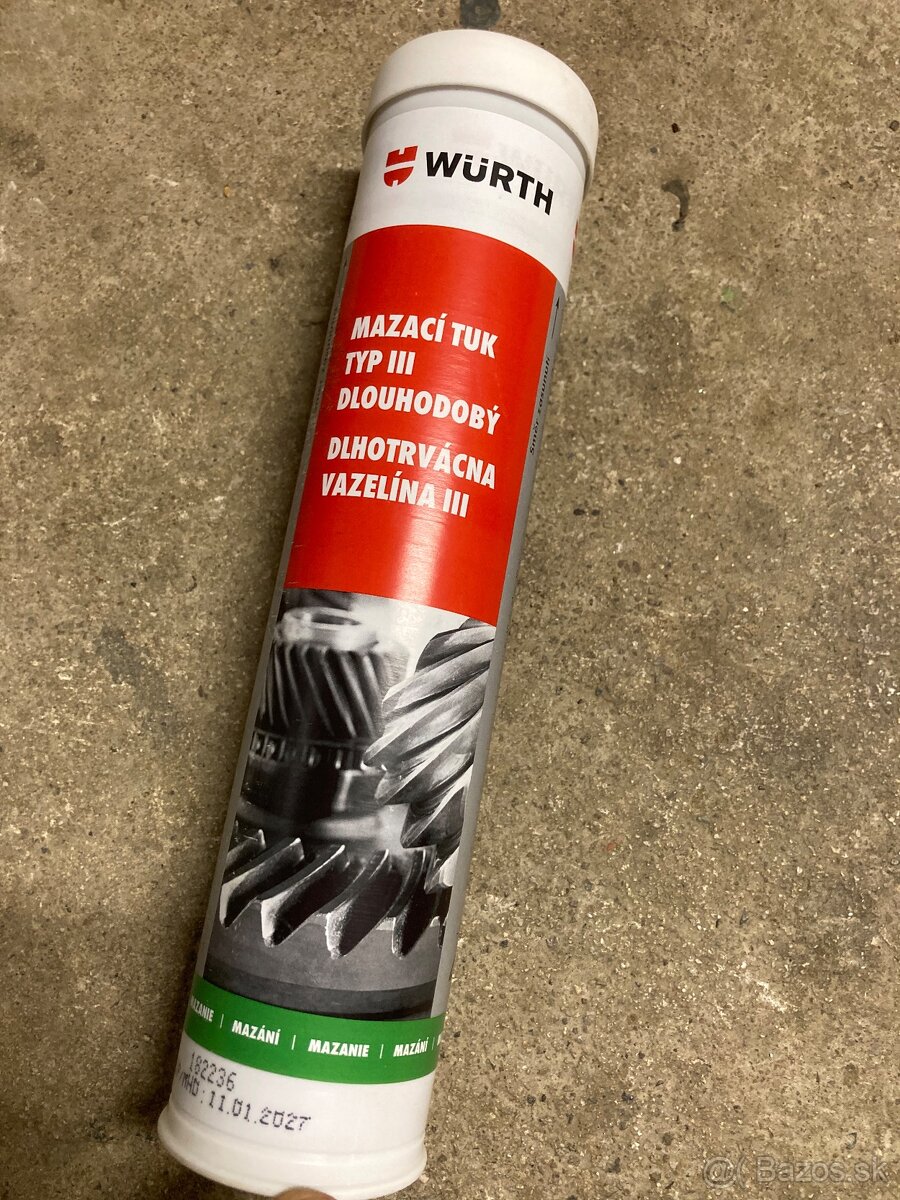 WÜRTH
MAZACÍ TUK
TYP III
DLOUHODOBÝ
DLHOTRVÁCNA
VAZELÍNA III
MAZANIE | MAZÁNÍ | MAZANIE | MAZÁNÍ |
182236
/MHD:11.01.2027
@( Bazos.sk